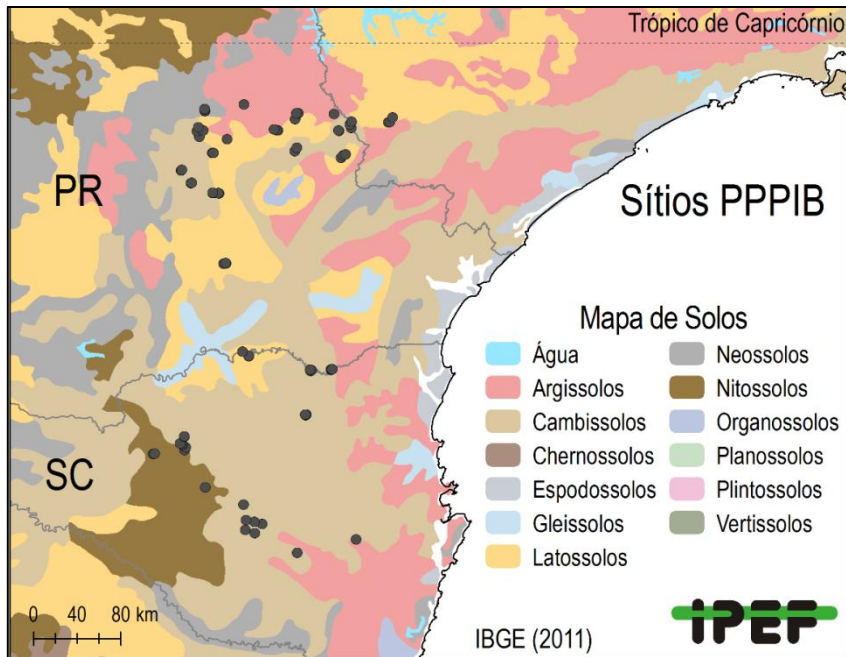 Trópico de Capricórnio
PR
Sítios PPPIB
Mapa de Solos
Água
Argissolos
Cambissolos
Chernossolos
Espodossolos
Gleissolos
Latossolos
Neossolos
Nitossolos
Organossolos
Planossolos
Plintossolos
Vertissolos
SC
0 40 80 km
IBGE (2011)
IPEF